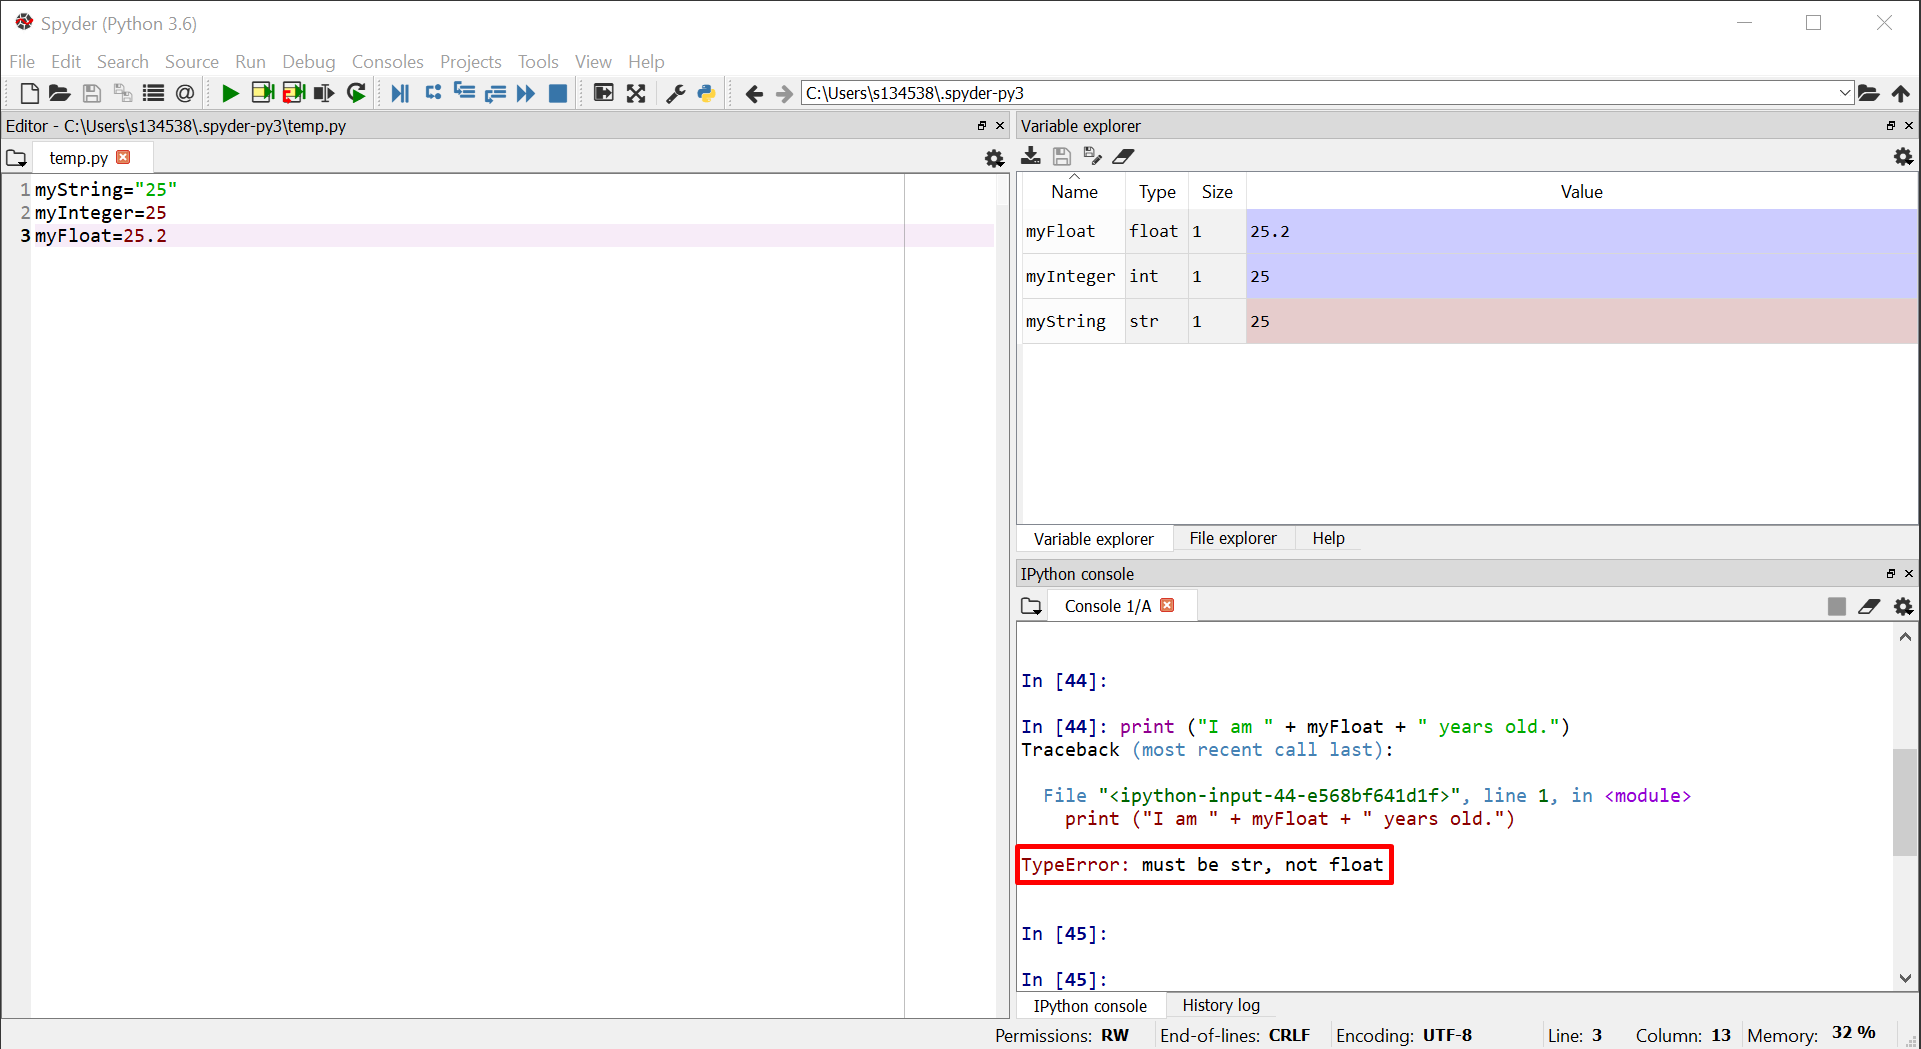 Spyder (Python 3.6)
File Edit Search Source Run Debug Consoles Projects Tools View Help
C:\Users\s134538\.spyder-py3
Editor - C:\Users\s134538\.spyder-py3\temp.py
temp.py
1 myString="25"
2 myInteger=25
3 myFloat=25.2
Variable explorer
Name Type Size Value
myFloat float 1 25.2
myInteger int 1 25
myString str 1 25
Variable explorer File explorer Help
IPython console
Console 1/A
In [44]:
In [44]: print ("I am " + myFloat + " years old.")
Traceback (most recent call last):
File "<ipython-input-44-e568bf641d1f>", line 1, in <module>
print ("I am " + myFloat + " years old.")
TypeError: must be str, not float
In [45]:
In [45]:
IPython console History log
Permissions: RW End-of-lines: CRLF Encoding: UTF-8 Line: 3 Column: 13 Memory: 32 %